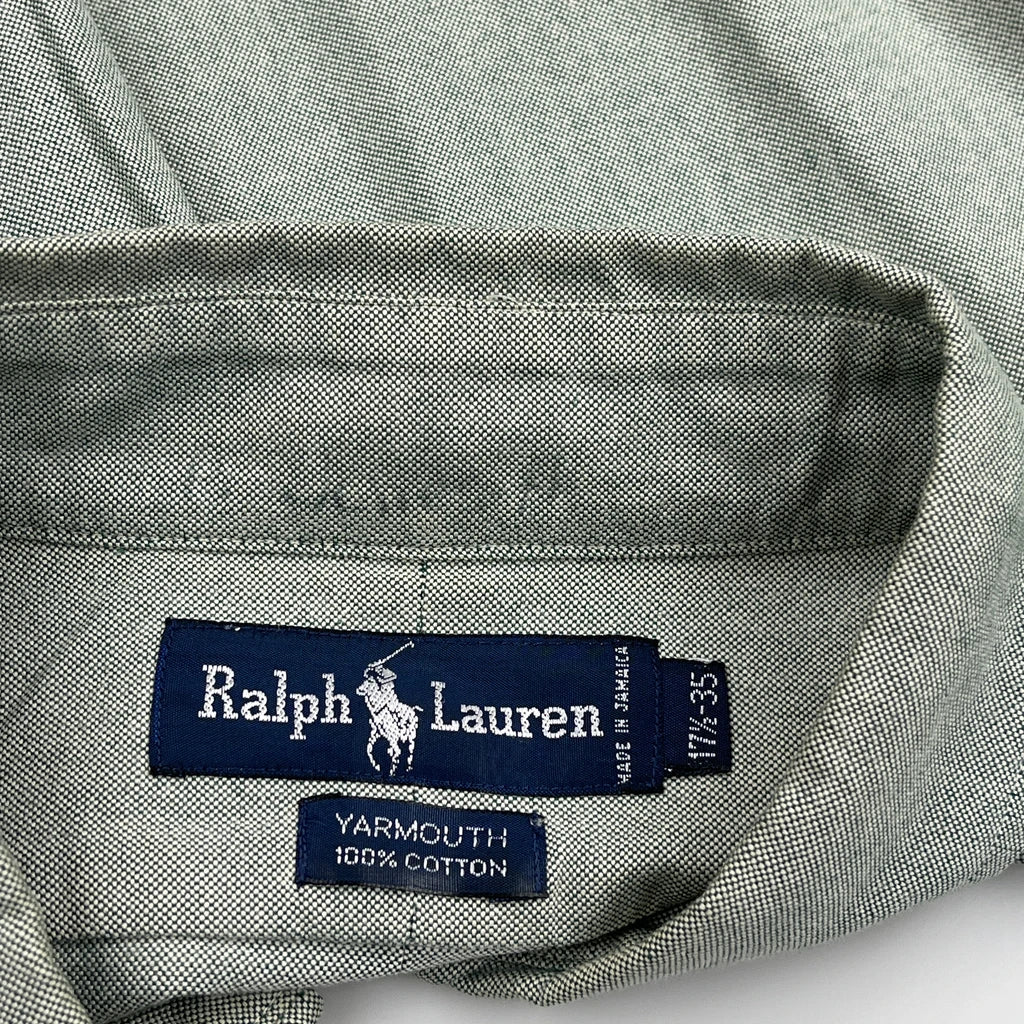 Ralph Lauren
MADE IN JAMAICA
17½-35
YARMOUTH
100% COTTON